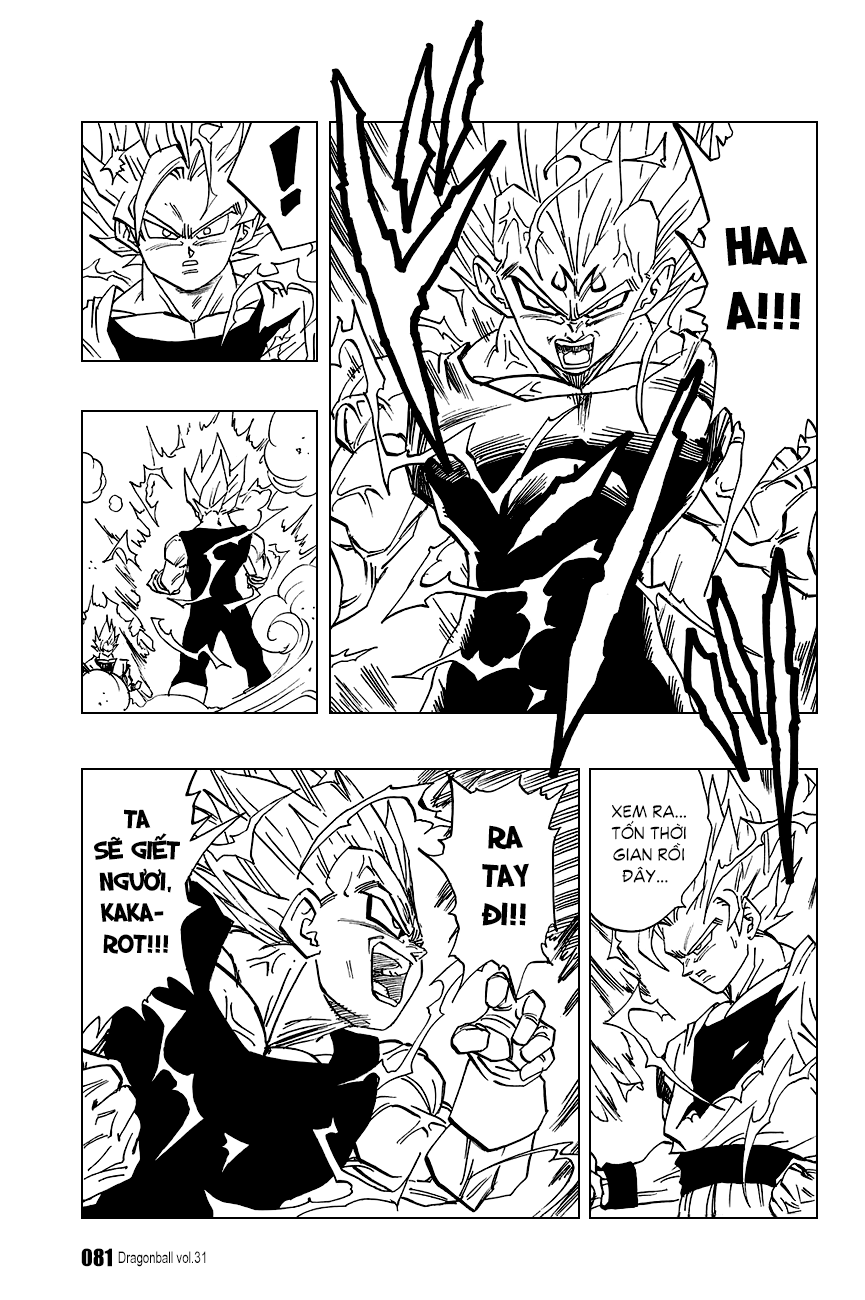 HAA
A!!!
!
XEM RA...
TỐN THỜI
GIAN RỒI
ĐÂY...
RA
TAY
ĐI!!
TA
SẼ GIẾT
NGƯƠI,
KAKA-
ROT!!!
081 Dragonball vol.31